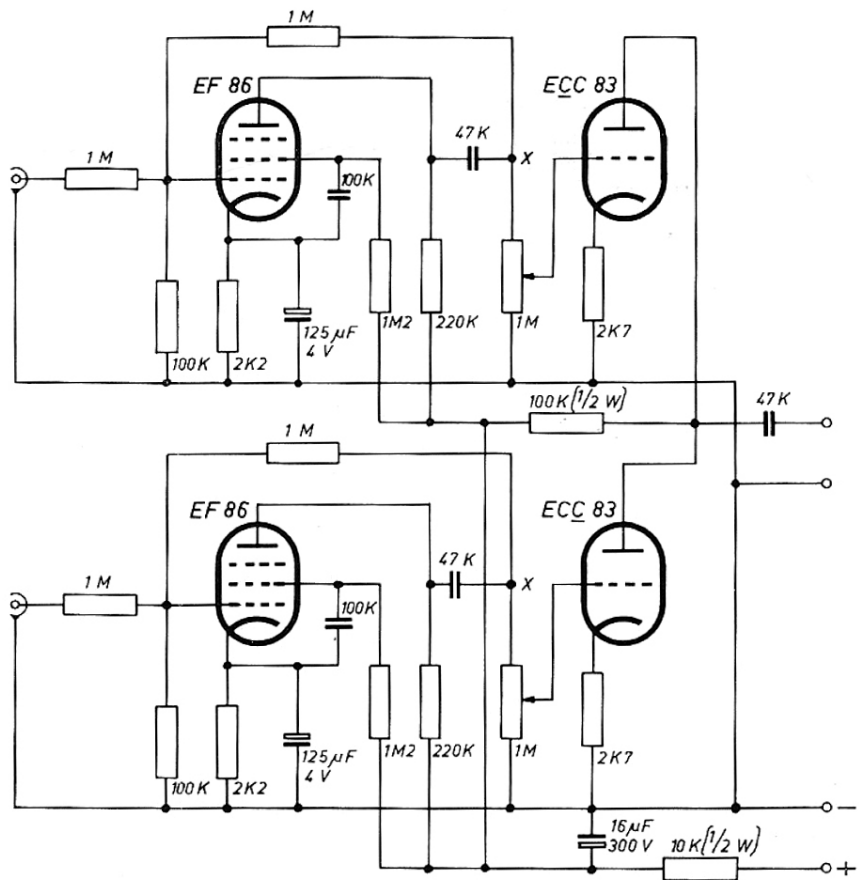 1 M
EF 86
ECC 83
47 K
X
1 M
100K
100K
2K2
125 µF
4 V
1M2
220K
1M
2K7
100K (1/2 W)
47 K
1 M
EF 86
ECC 83
47 K
X
1 M
100K
100K
2K2
125 µF
4 V
1M2
220K
1M
2K7
16 µF
300 V
10K (1/2 W)
−
+